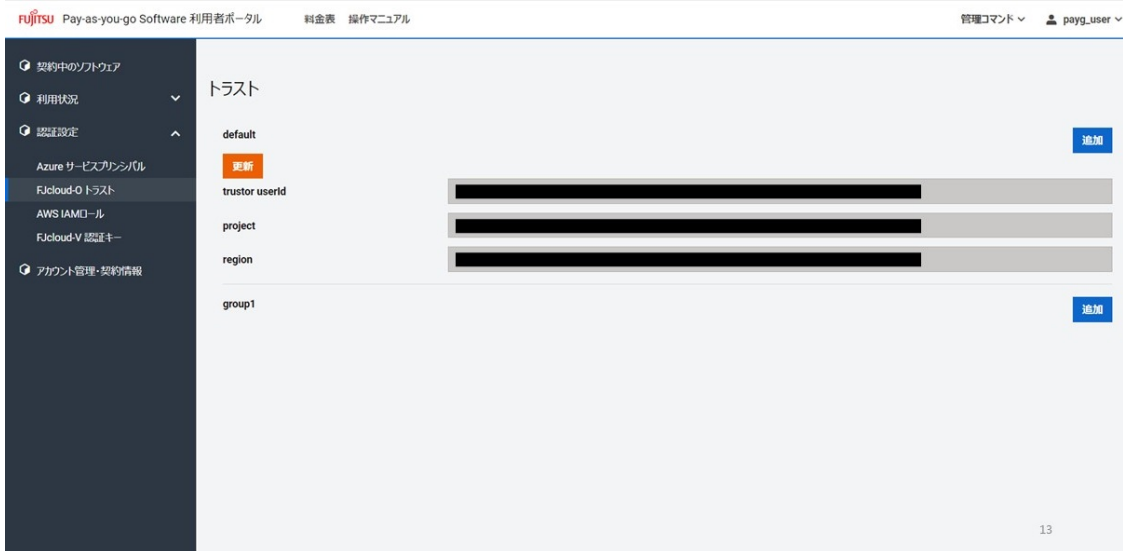 FUJITSU Pay-as-you-go Software 利用者ポータル 料金表 操作マニュアル 管理コマンド payg_user
契約中のソフトウェア
利用状況
認証設定
Azure サービスプリンシパル
FJcloud-O トラスト
AWS IAMロール
FJcloud-V 認証キー
アカウント管理・契約情報
トラスト
default 追加
更新
trustor userId
project
region
group1 追加
13